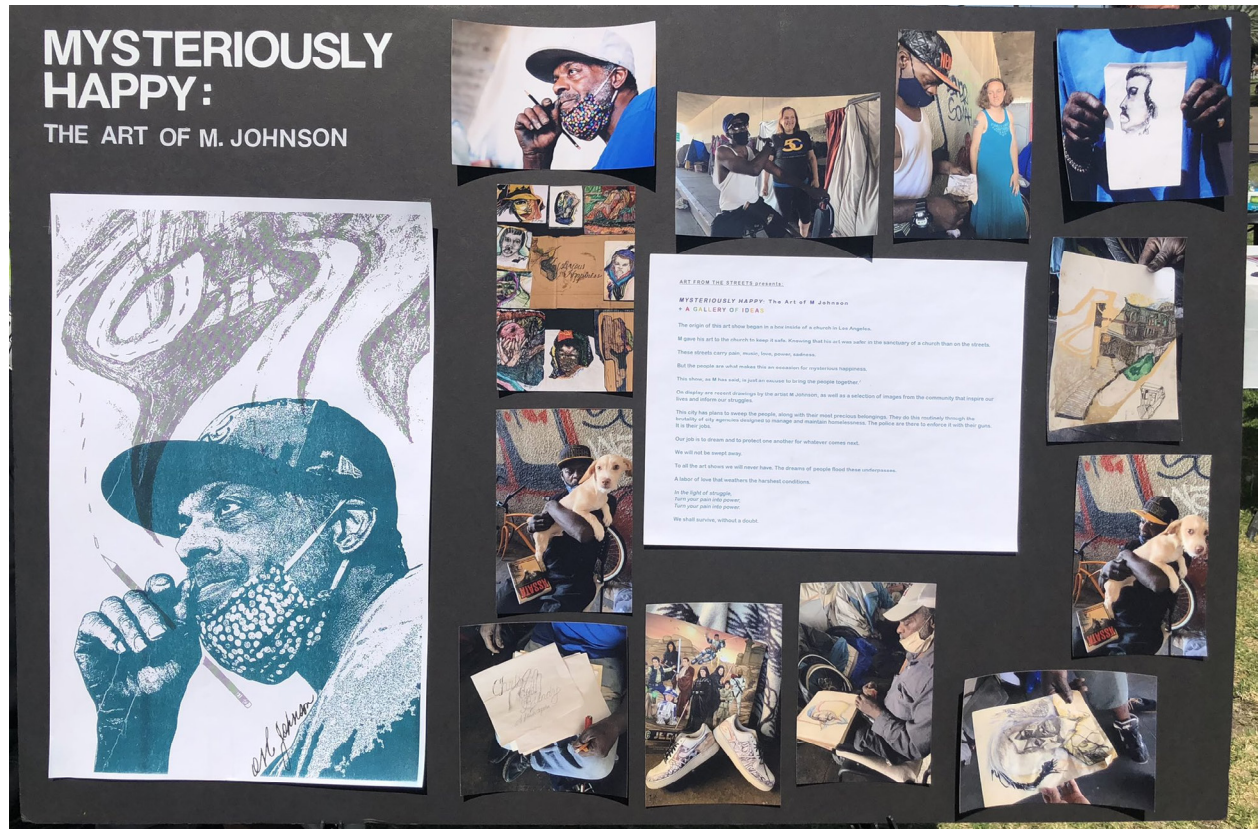 MYSTERIOUSLY
HAPPY:
THE ART OF M. JOHNSON
M. Johnson
ART FROM THE STREETS presents:
MYSTERIOUSLY HAPPY: The Art of M Johnson
+ A GALLERY OF IDEAS
The origin of this art show began in a box inside of a church in Los Angeles.
M gave his art to the church to keep it safe. Knowing that his art was safer in the sanctuary of a church than on the streets.
These streets carry pain, music, love, power, sadness.
But the people are what makes this an occasion for mysterious happiness.
This show, as M has said, is just an excuse to bring the people together."
On display are record drawings by the artist M Johnson, as well as a selection of images from the community that inspire our
lives and inform our struggles.
This city has plans to sweep the people, along with their most precious belongings. They do this routinely through the
brutality of city agencies designed to manage and maintain homelessness. The police are there to enforce it with their guns.
It is their jobs.
Our job is to dream and to protect one another for whatever comes next.
We will not be swept away.
To all the art shows we will never have. The dreams of people flood these underpasses.
A labor of love that weathers the harshest conditions.
In the light of struggle,
Turn your pain into power,
Turn your pain into power.
We shall survive, without a doubt.
ASSATA
ASSATA